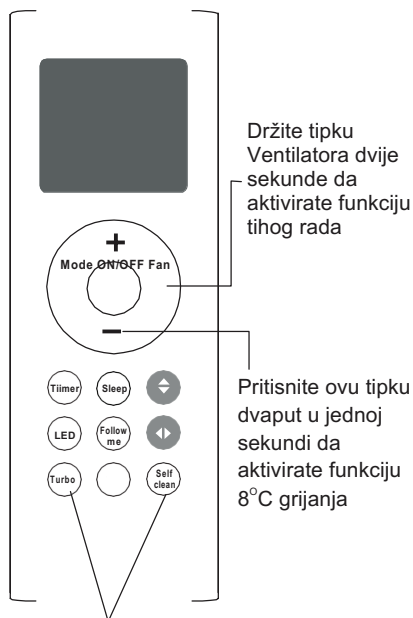 Držite tipku
Ventilatora dvije
sekunde da
aktivirate funkciju
tihog rada
+
Mode ON/OFF Fan
−
Tiimer
Sleep
LED
Follow
me
Turbo
Self
clean
Pritisnite ovu tipku
dvaput u jednoj
sekundi da
aktivirate funkciju
8°C grijanja